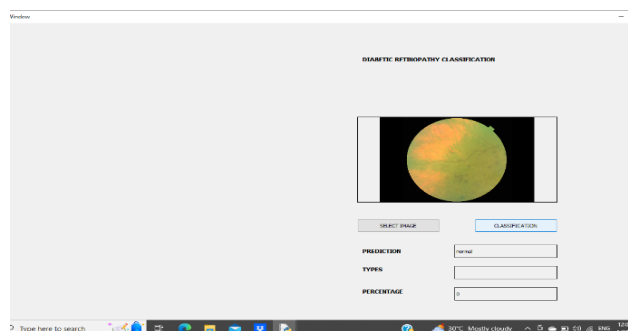 Window
DIABETIC RETINOPATHY CLASSIFICATION
SELECT IMAGE
CLASSIFICATION
PREDICTION
normal
TYPES
PERCENTAGE
0
Type here to search
30°C Mostly cloudy
ENG